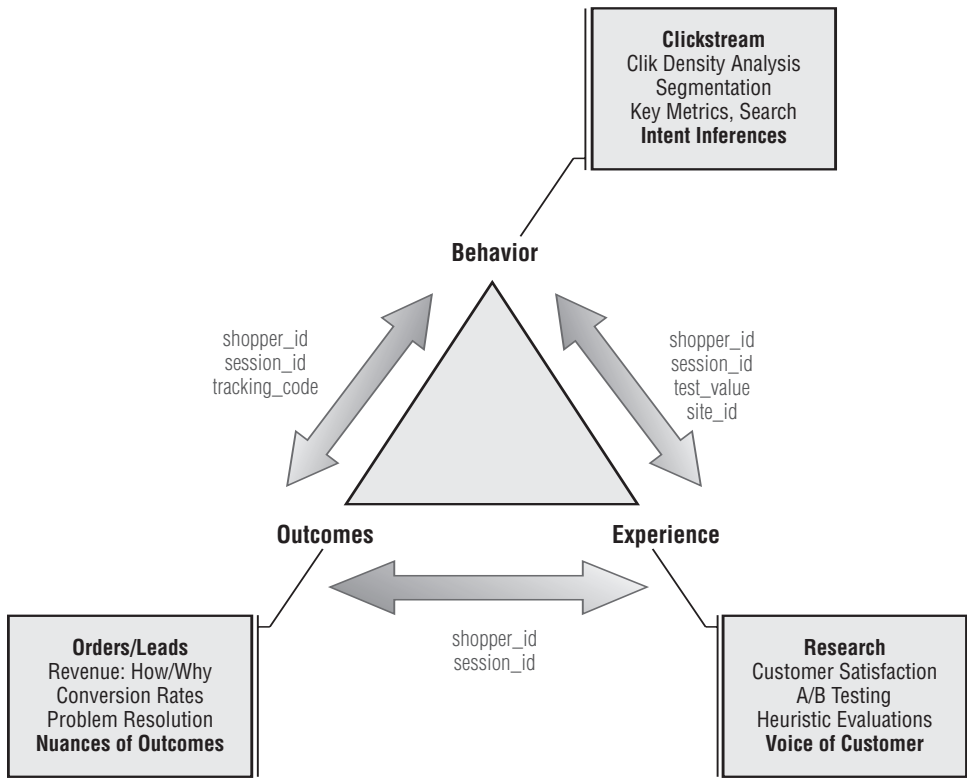 Clickstream
Clik Density Analysis
Segmentation
Key Metrics, Search
Intent Inferences
Behavior
shopper_id
session_id
tracking_code
shopper_id
session_id
test_value
site_id
Outcomes
Experience
shopper_id
session_id
Orders/Leads
Revenue: How/Why
Conversion Rates
Problem Resolution
Nuances of Outcomes
Research
Customer Satisfaction
A/B Testing
Heuristic Evaluations
Voice of Customer